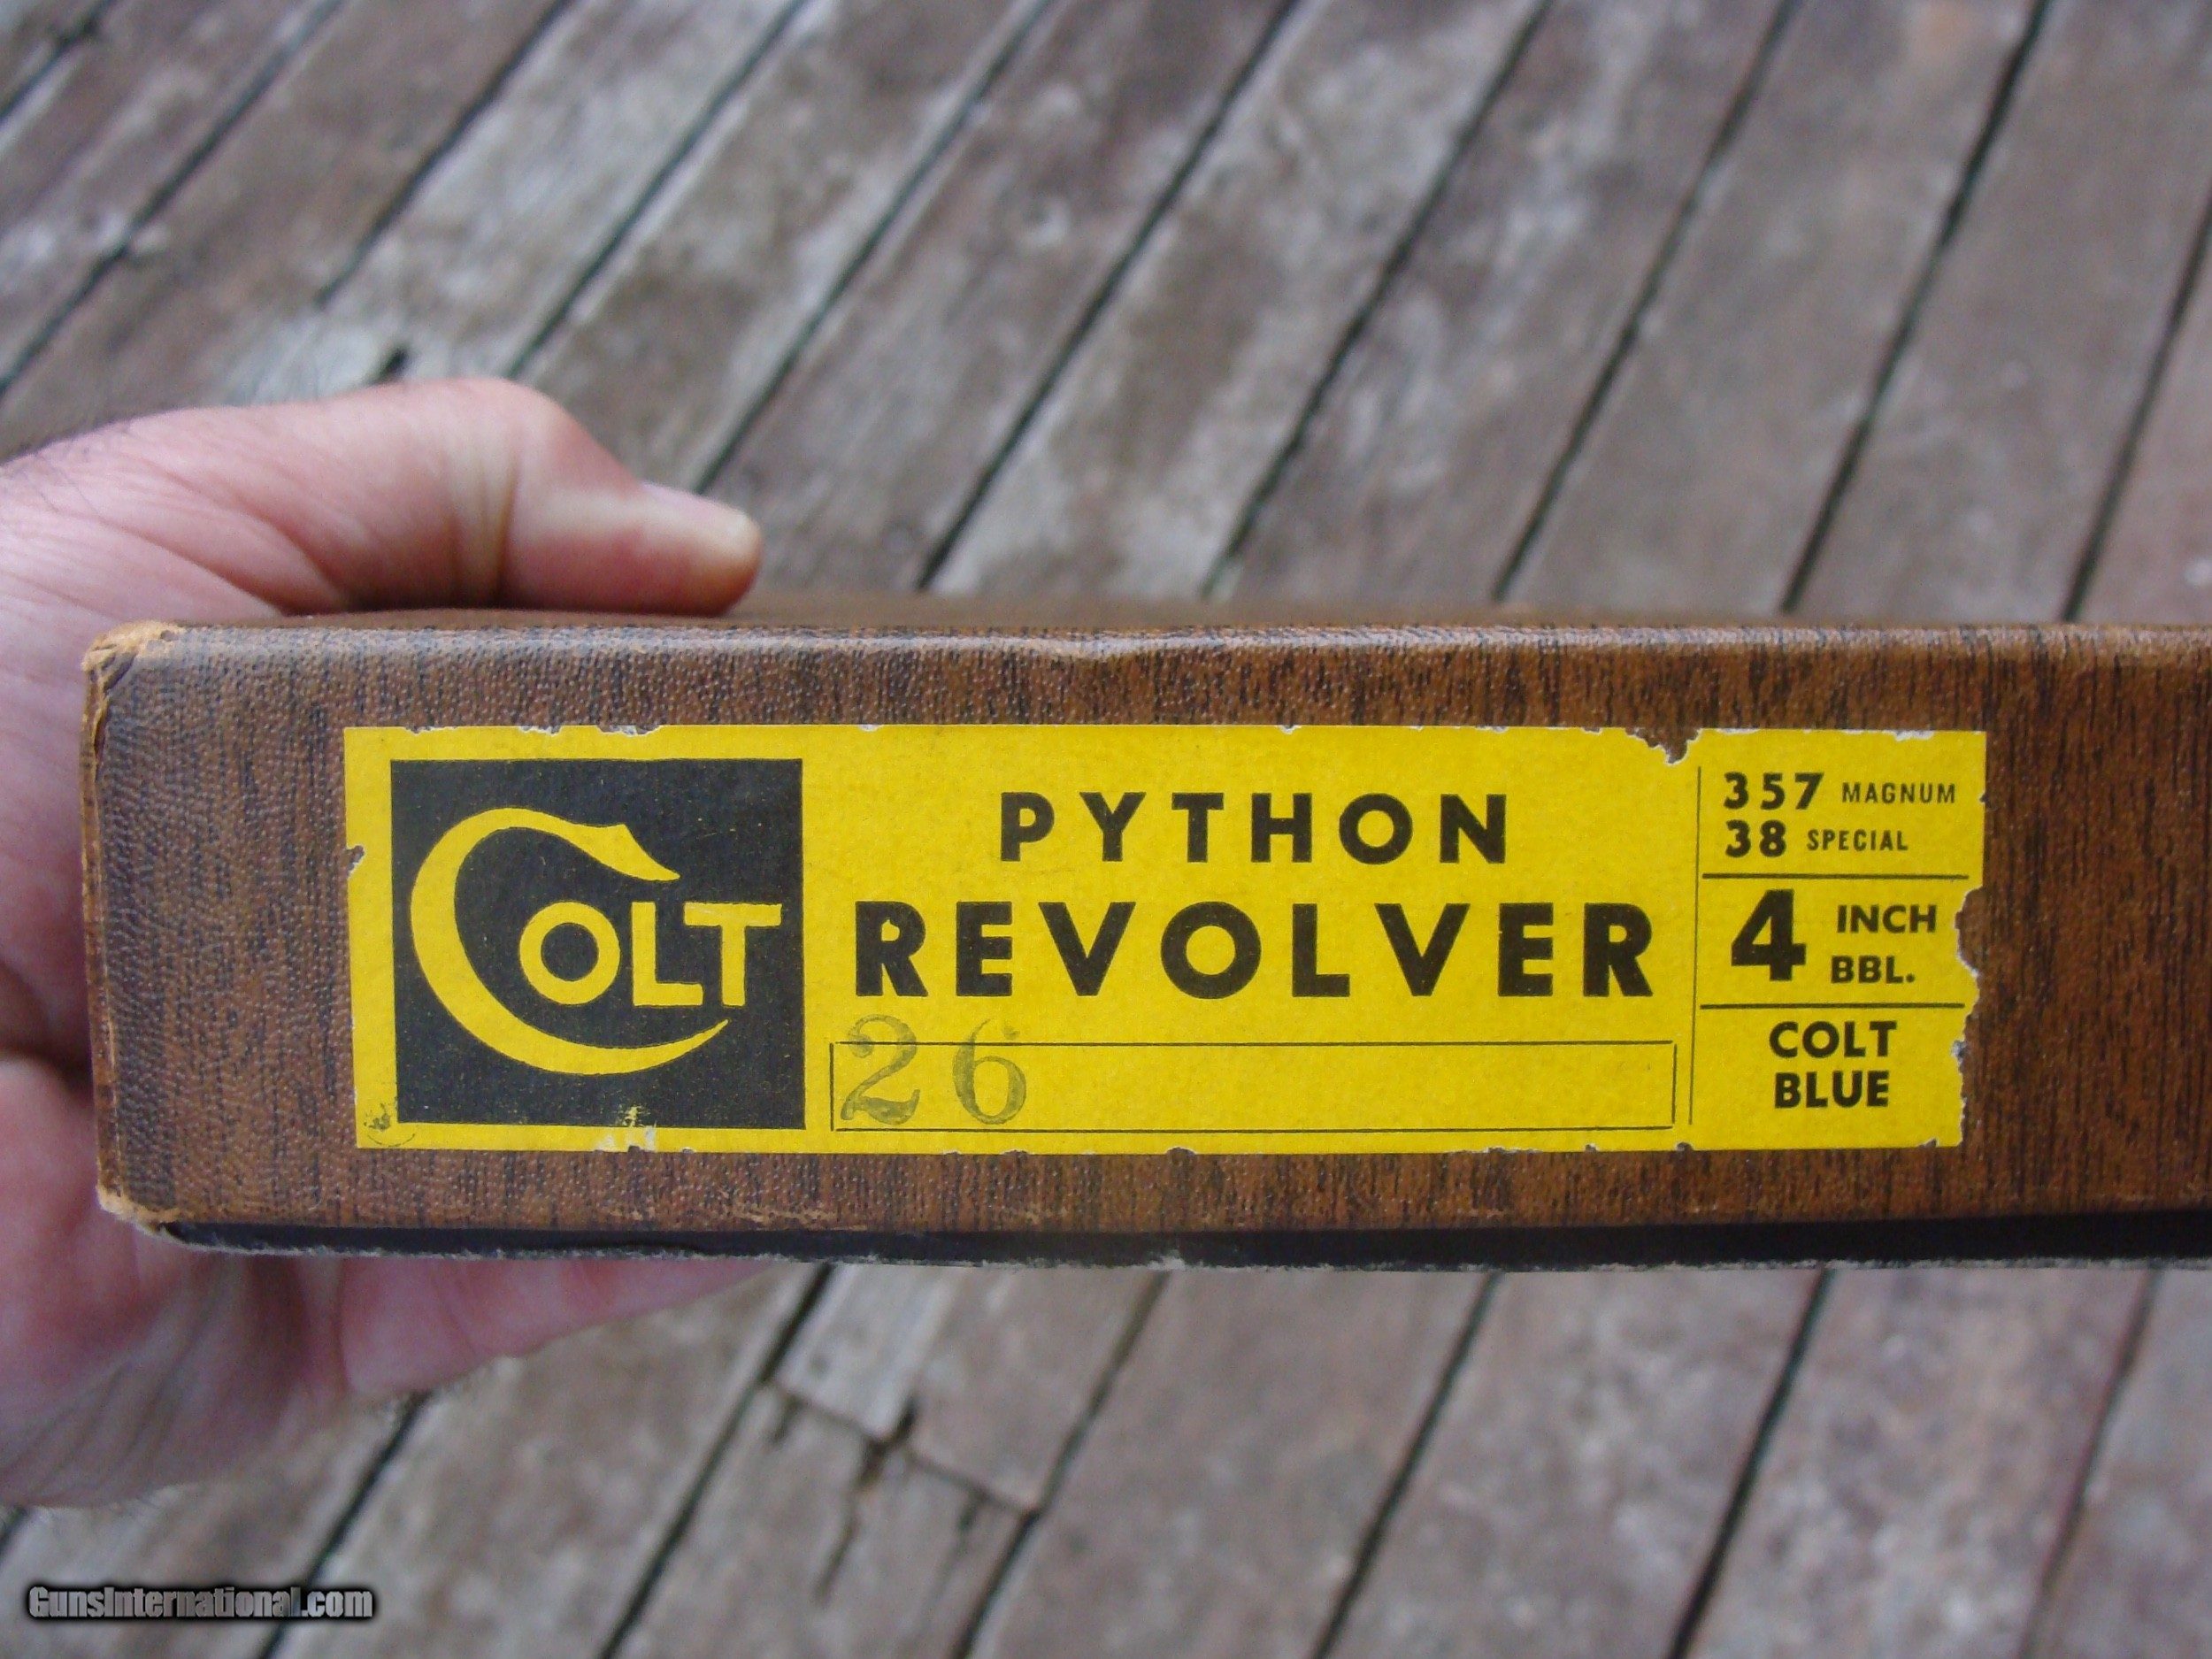 COLT
PYTHON
REVOLVER
26
357 MAGNUM
38 SPECIAL
4 INCH
BBL.
COLT
BLUE
GunsInternational.com